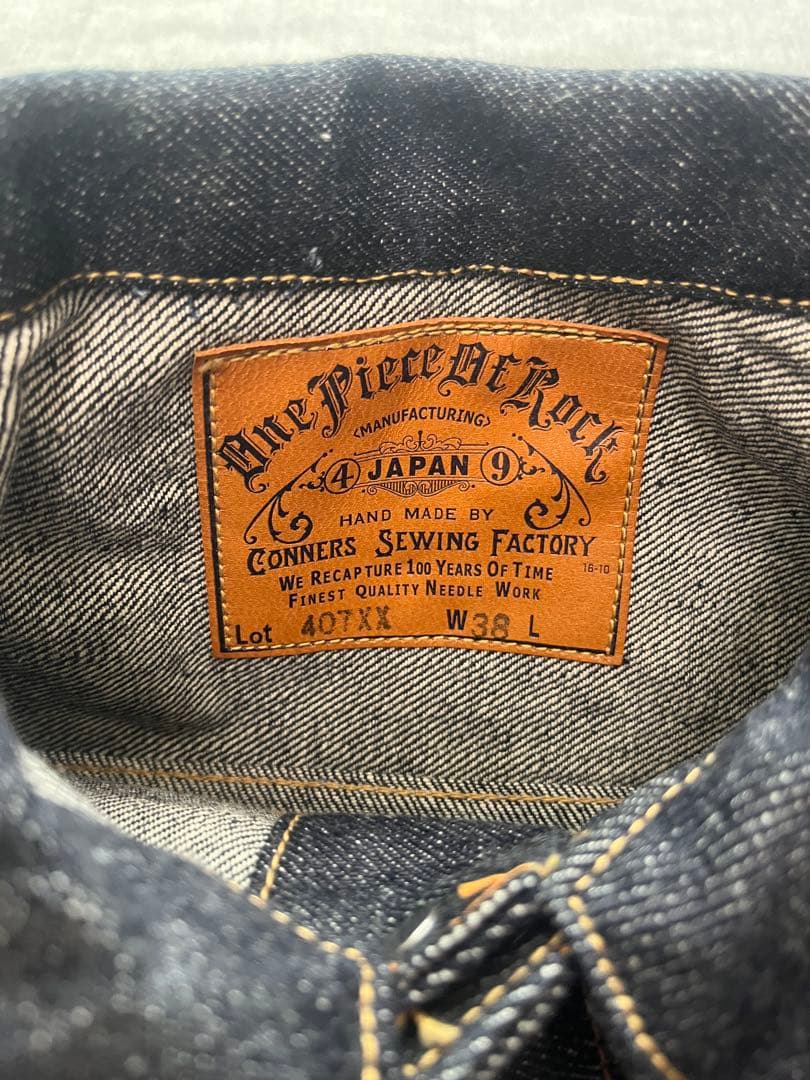 One Piece Of Rock
<MANUFACTURING>
4 JAPAN 9
HAND MADE BY
CONNERS SEWING FACTORY
WE RECAPTURE 100 YEARS OF TIME 16-10
FINEST QUALITY NEEDLE WORK
Lot 407XX W38 L